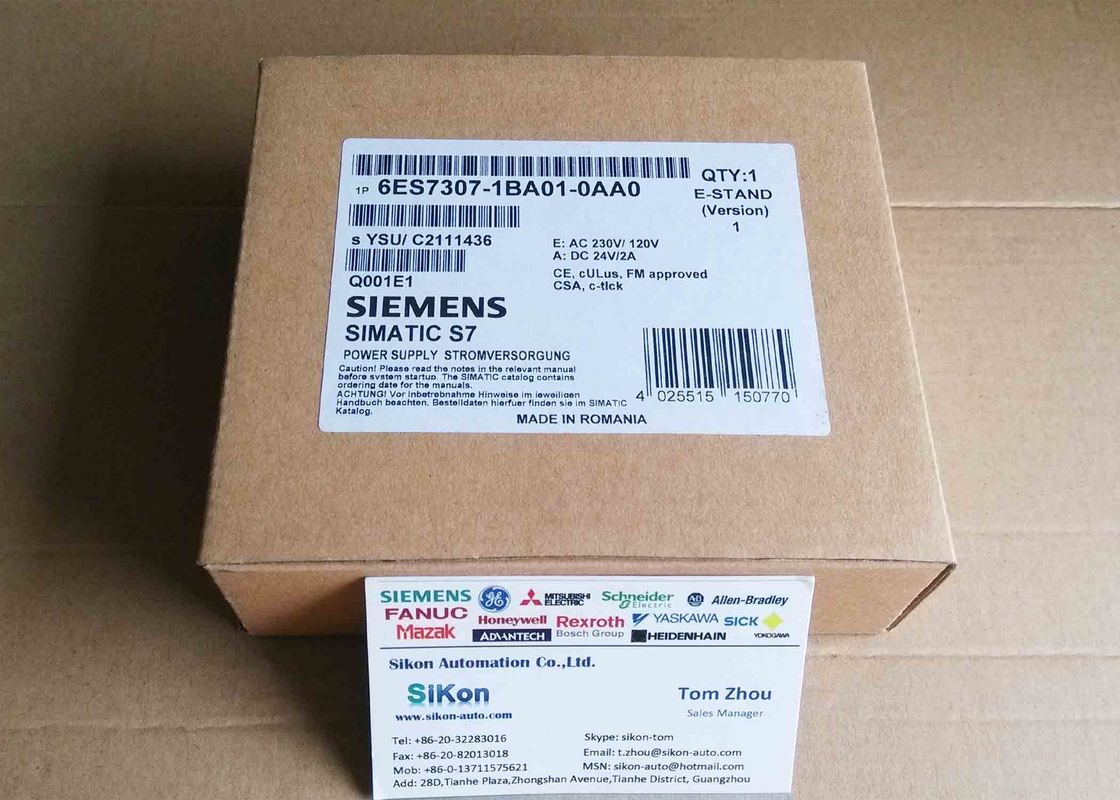 1P 6ES7307-1BA01-0AA0
QTY:1
E-STAND
(Version)
1
s YSU/ C2111436
E: AC 230V/ 120V
A: DC 24V/2A
Q001E1
CE, cULus, FM approved
CSA, c-tick
SIEMENS
SIMATIC S7
POWER SUPPLY STROMVERSORGUNG
Caution! Please read the notes in the relevant manual
before system startup. The SIMATIC catalog contains
ordering date for the manuals.
ACHTUNG! Vor Inbetrebnahme Hinweise im ieweiligen
Handbuch beachten. Bestelldaten hierfuer finden sie im SIMATIC
Katalog.
4 025515 150770
MADE IN ROMANIA
SIEMENS GE MITSUBISHI ELECTRIC Schneider Electric AB Allen-Bradley
FANUC Honeywell Rexroth Bosch Group YASKAWA SICK
Mazak ADVANTECH HEIDENHAIN YOKOGAWA
Sikon Automation Co.,Ltd.
SiKon
www.sikon-auto.com
Tom Zhou
Sales Manager
Tel: +86-20-32283016
Skype: sikon-tom
Fax: +86-20-82013018
Email: t.zhou@sikon-auto.com
Mob: +86-0-13711575621
MSN: sikon-auto@hotmail.com
Add: 28D,Tianhe Plaza,Zhongshan Avenue,Tianhe District, Guangzhou